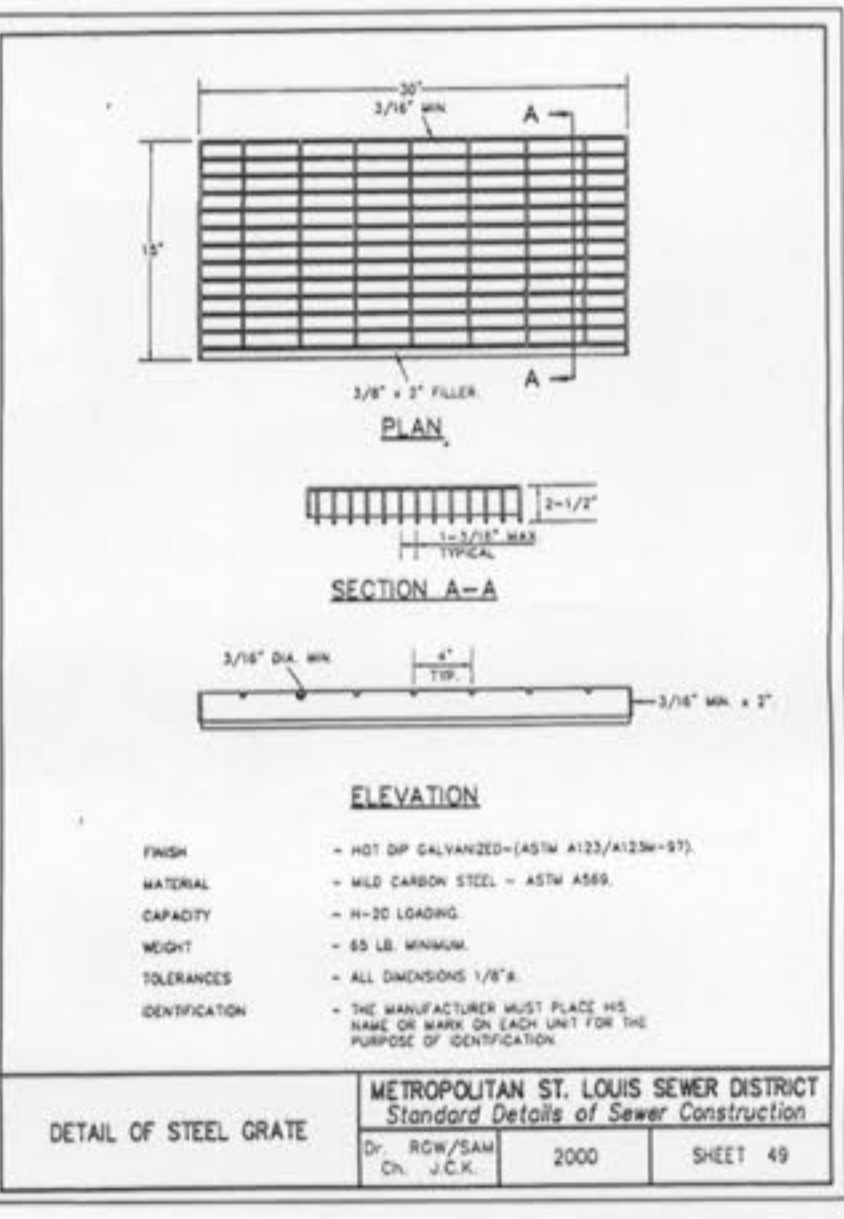 30"
3/16" MIN.
A
15"
A
3/8" x 2" FILLER.
PLAN
2-1/2"
1-3/16" MAX.
TYPICAL
SECTION A-A
3/16" DIA. MIN.
4"
TYP.
3/16" MIN. x 2".
ELEVATION
FINISH - HOT DIP GALVANIZED-(ASTM A123/A123M-97).
MATERIAL - MILD CARBON STEEL - ASTM A569.
CAPACITY - H-20 LOADING.
WEIGHT - 65 LB. MINIMUM.
TOLERANCES - ALL DIMENSIONS 1/8"±.
IDENTIFICATION - THE MANUFACTURER MUST PLACE HIS
NAME OR MARK ON EACH UNIT FOR THE
PURPOSE OF IDENTIFICATION.
DETAIL OF STEEL GRATE
METROPOLITAN ST. LOUIS SEWER DISTRICT
Standard Details of Sewer Construction
Dr. RGW/SAM
Ch. J.C.K.
2000
SHEET 49